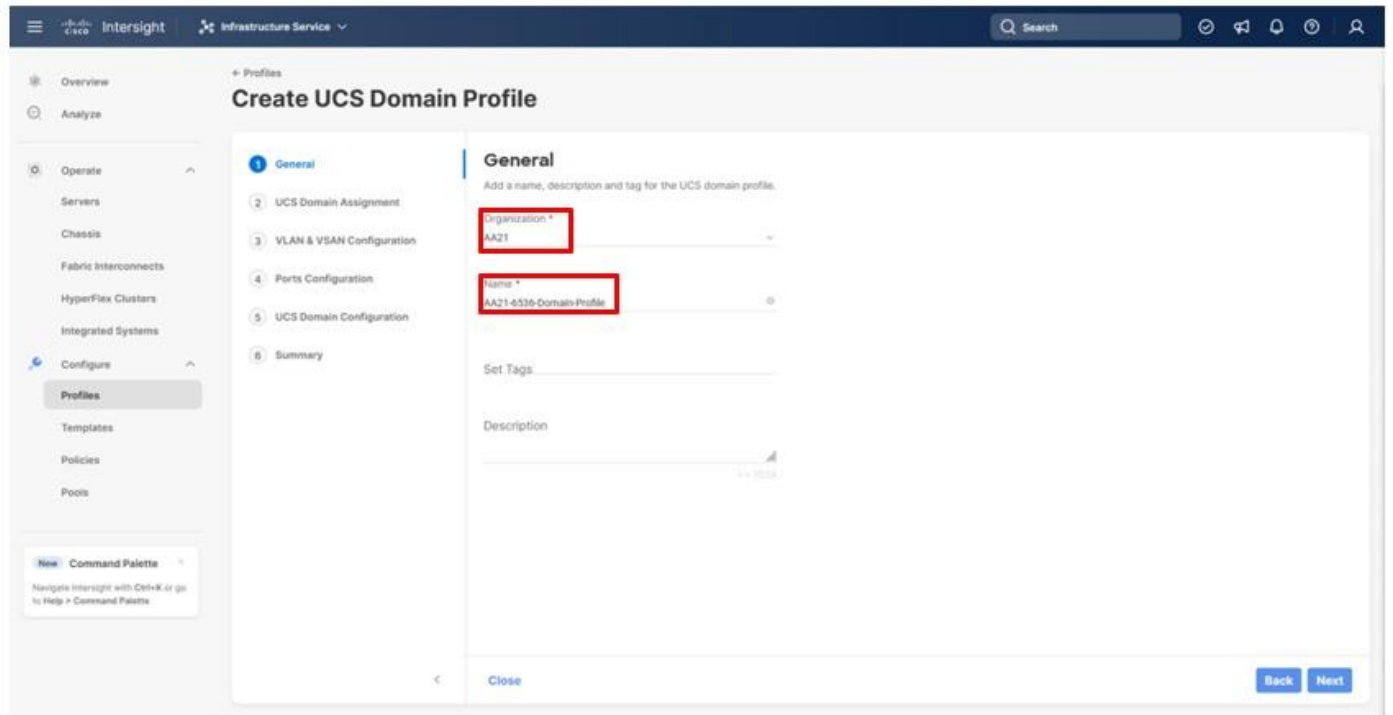 cisco Intersight Infrastructure Service Search
Overview
Analyze
Operate
Servers
Chassis
Fabric Interconnects
HyperFlex Clusters
Integrated Systems
Configure
Profiles
Templates
Policies
Pools
New Command Palette
Navigate Intersight with Ctrl+K or go
to Help > Command Palette
← Profiles
Create UCS Domain Profile
1 General
2 UCS Domain Assignment
3 VLAN & VSAN Configuration
4 Ports Configuration
5 UCS Domain Configuration
6 Summary
General
Add a name, description and tag for the UCS domain profile.
Organization *
AA21
Name *
AA21-6536-Domain-Profile
Set Tags
Description
Close
Back Next